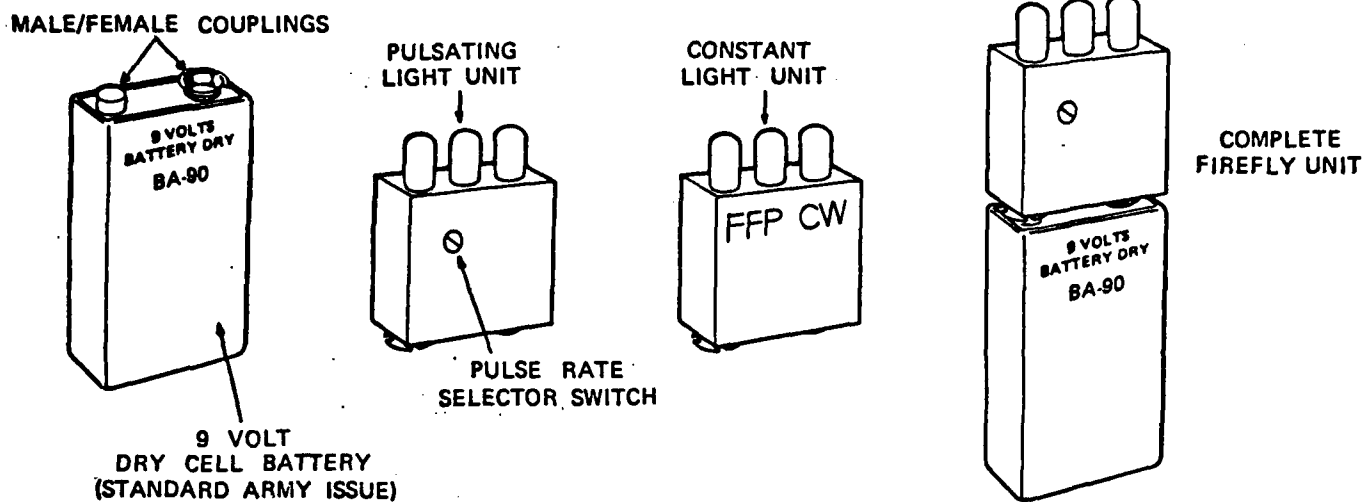 MALE/FEMALE COUPLINGS
9 VOLTS
BATTERY DRY
BA-90
9 VOLT
DRY CELL BATTERY
(STANDARD ARMY ISSUE)
PULSATING
LIGHT UNIT
PULSE RATE
SELECTOR SWITCH
CONSTANT
LIGHT UNIT
FFP CW
COMPLETE
FIREFLY UNIT
9 VOLTS
BATTERY DRY
BA-90